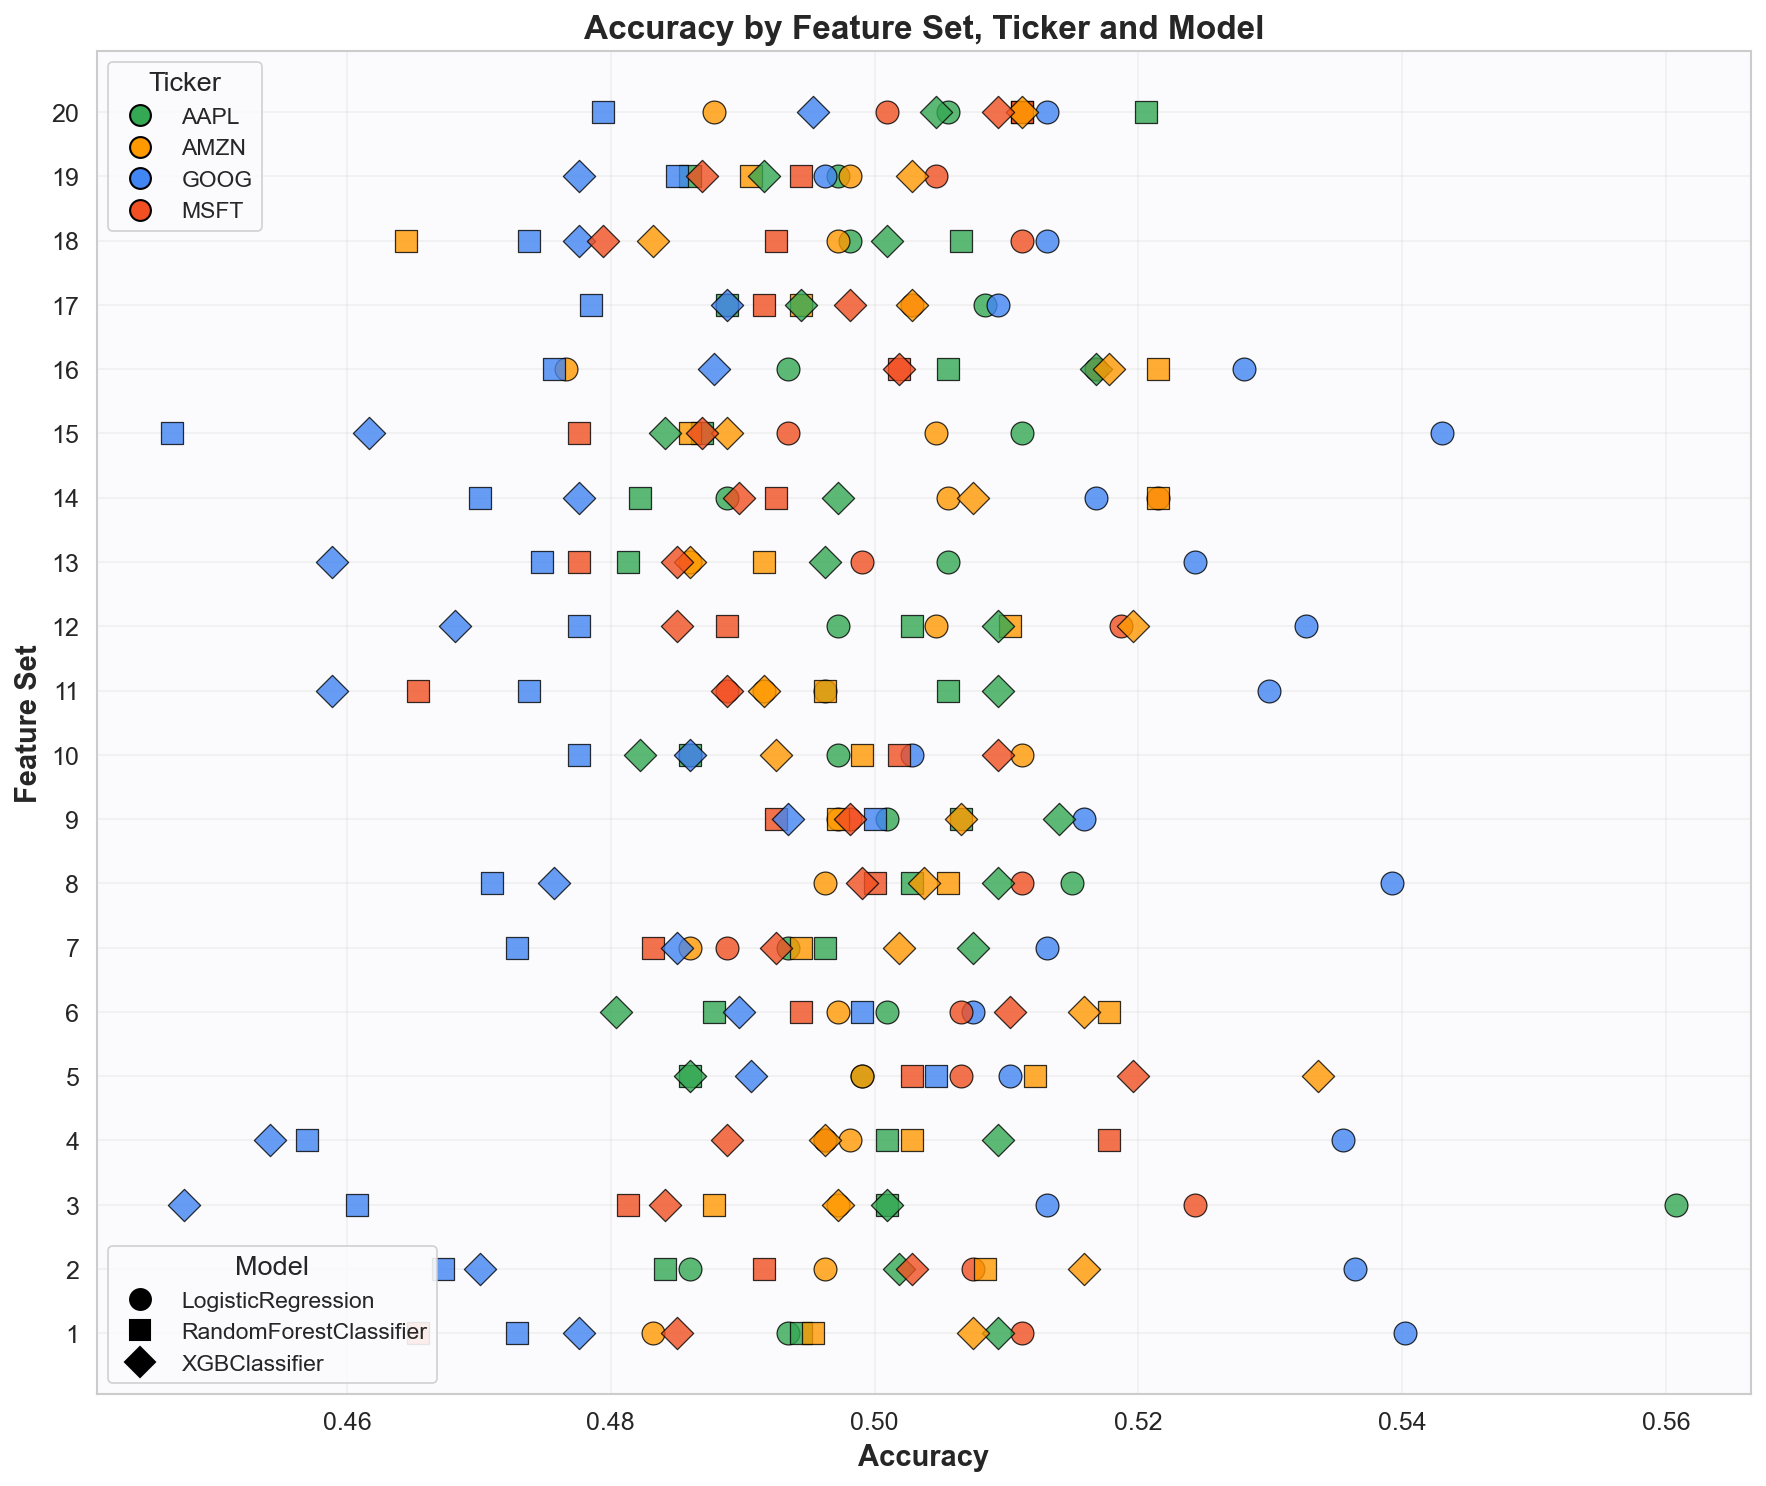 Accuracy by Feature Set, Ticker and Model
Ticker
AAPL
AMZN
GOOG
MSFT
20
19
18
17
16
15
14
13
12
11
10
9
8
7
6
5
4
3
2
1
Feature Set
Model
LogisticRegression
RandomForestClassifier
XGBClassifier
0.46 0.48 0.50 0.52 0.54 0.56
Accuracy